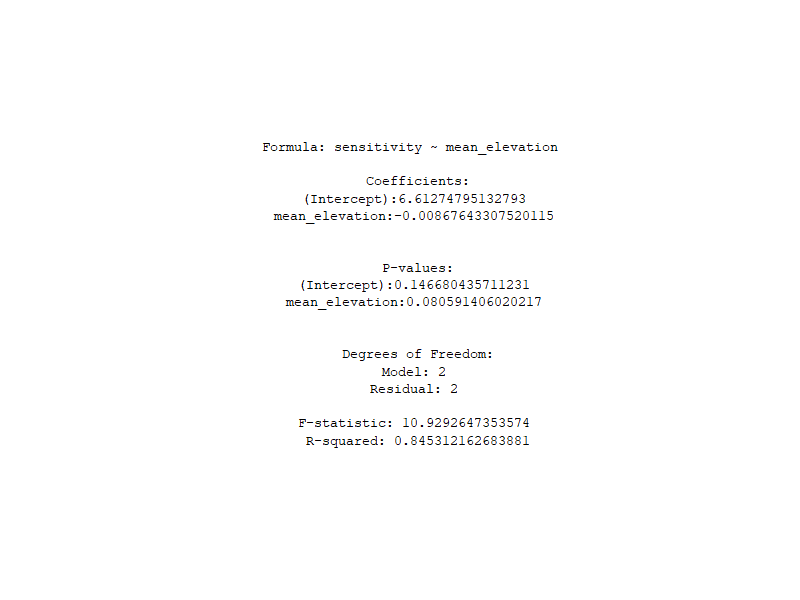 Formula: sensitivity ~ mean_elevation
Coefficients:
(Intercept):6.61274795132793
mean_elevation:-0.00867643307520115
P-values:
(Intercept):0.146680435711231
mean_elevation:0.080591406020217
Degrees of Freedom:
Model: 2
Residual: 2
F-statistic: 10.9292647353574
R-squared: 0.845312162683881